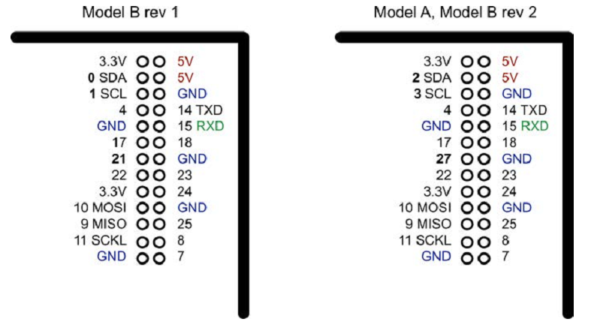 Model B rev 1
3.3V 5V
0 SDA 5V
1 SCL GND
4 14 TXD
GND 15 RXD
17 18
21 GND
22 23
3.3V 24
10 MOSI GND
9 MISO 25
11 SCKL 8
GND 7
Model A, Model B rev 2
3.3V 5V
2 SDA 5V
3 SCL GND
4 14 TXD
GND 15 RXD
17 18
27 GND
22 23
3.3V 24
10 MOSI GND
9 MISO 25
11 SCKL 8
GND 7